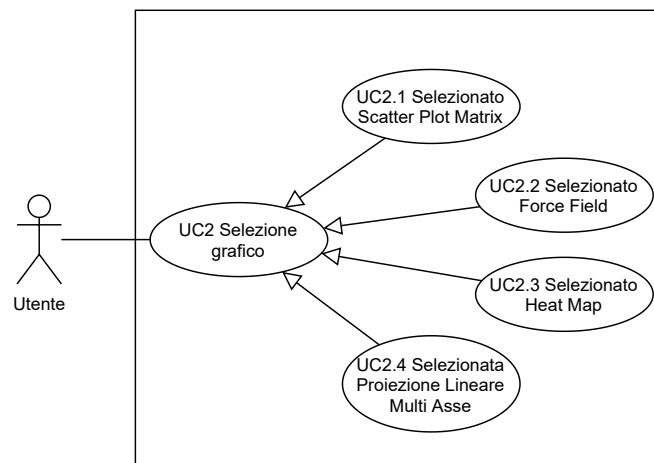 UC2.1 Selezionato
Scatter Plot Matrix
UC2.2 Selezionato
Force Field
UC2 Selezione
grafico
Utente
UC2.3 Selezionato
Heat Map
UC2.4 Selezionata
Proiezione Lineare
Multi Asse